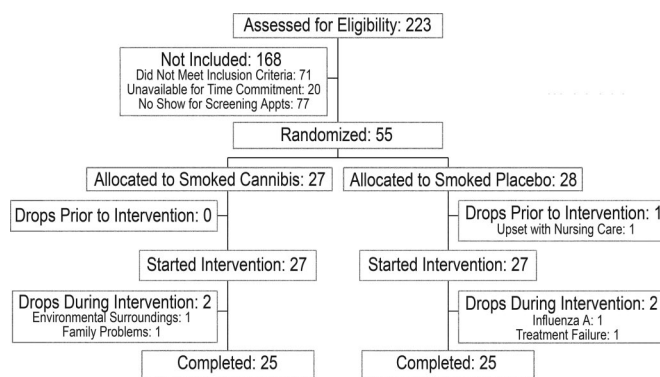 Assessed for Eligibility: 223
Not Included: 168
Did Not Meet Inclusion Criteria: 71
Unavailable for Time Commitment: 20
No Show for Screening Appts: 77
Randomized: 55
Allocated to Smoked Cannibis: 27
Allocated to Smoked Placebo: 28
Drops Prior to Intervention: 0
Drops Prior to Intervention: 1
Upset with Nursing Care: 1
Started Intervention: 27
Started Intervention: 27
Drops During Intervention: 2
Environmental Surroundings: 1
Family Problems: 1
Drops During Intervention: 2
Influenza A: 1
Treatment Failure: 1
Completed: 25
Completed: 25